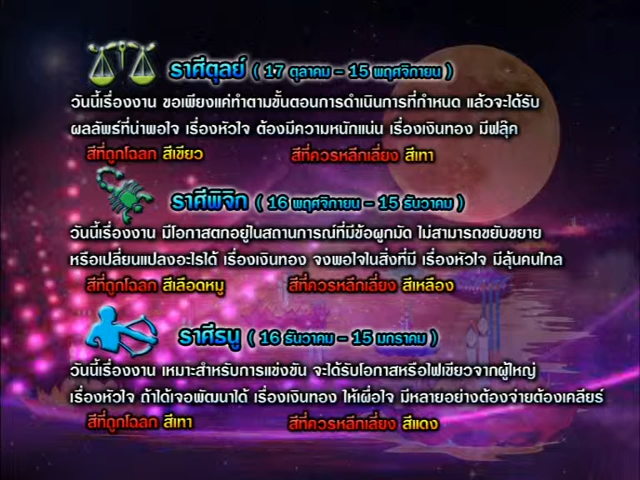 ราศีตุลย์ ( 17 ตุลาคม – 15 พฤศจิกายน )
วันนี้เรื่องงาน ขอเพียงแค่ทำตามขั้นตอนการดำเนินการที่กำหนด แล้วจะได้รับ
ผลลัพธ์ที่น่าพอใจ เรื่องหัวใจ ต้องมีความหนักแน่น เรื่องเงินทอง มีฟลุ๊ค
สีที่ถูกโฉลก สีเขียว สีที่ควรหลีกเลี่ยง สีเทา
ราศีพิจิก ( 16 พฤศจิกายน – 15 ธันวาคม )
วันนี้เรื่องงาน มีโอกาสตกอยู่ในสถานการณ์ที่มีข้อผูกมัด ไม่สามารถขยับขยาย
หรือเปลี่ยนแปลงอะไรได้ เรื่องเงินทอง จงพอใจในสิ่งที่มี เรื่องหัวใจ มีลุ้นคนไกล
สีที่ถูกโฉลก สีเลือดหมู สีที่ควรหลีกเลี่ยง สีเหลือง
ราศีธนู ( 16 ธันวาคม – 15 มกราคม )
วันนี้เรื่องงาน เหมาะสำหรับการแข่งขัน จะได้รับโอกาสหรือไฟเขียวจากผู้ใหญ่
เรื่องหัวใจ ถ้าได้เจอพัฒนาได้ เรื่องเงินทอง ให้เผื่อใจ มีหลายอย่างต้องจ่ายต้องเคลียร์
สีที่ถูกโฉลก สีเทา สีที่ควรหลีกเลี่ยง สีแดง